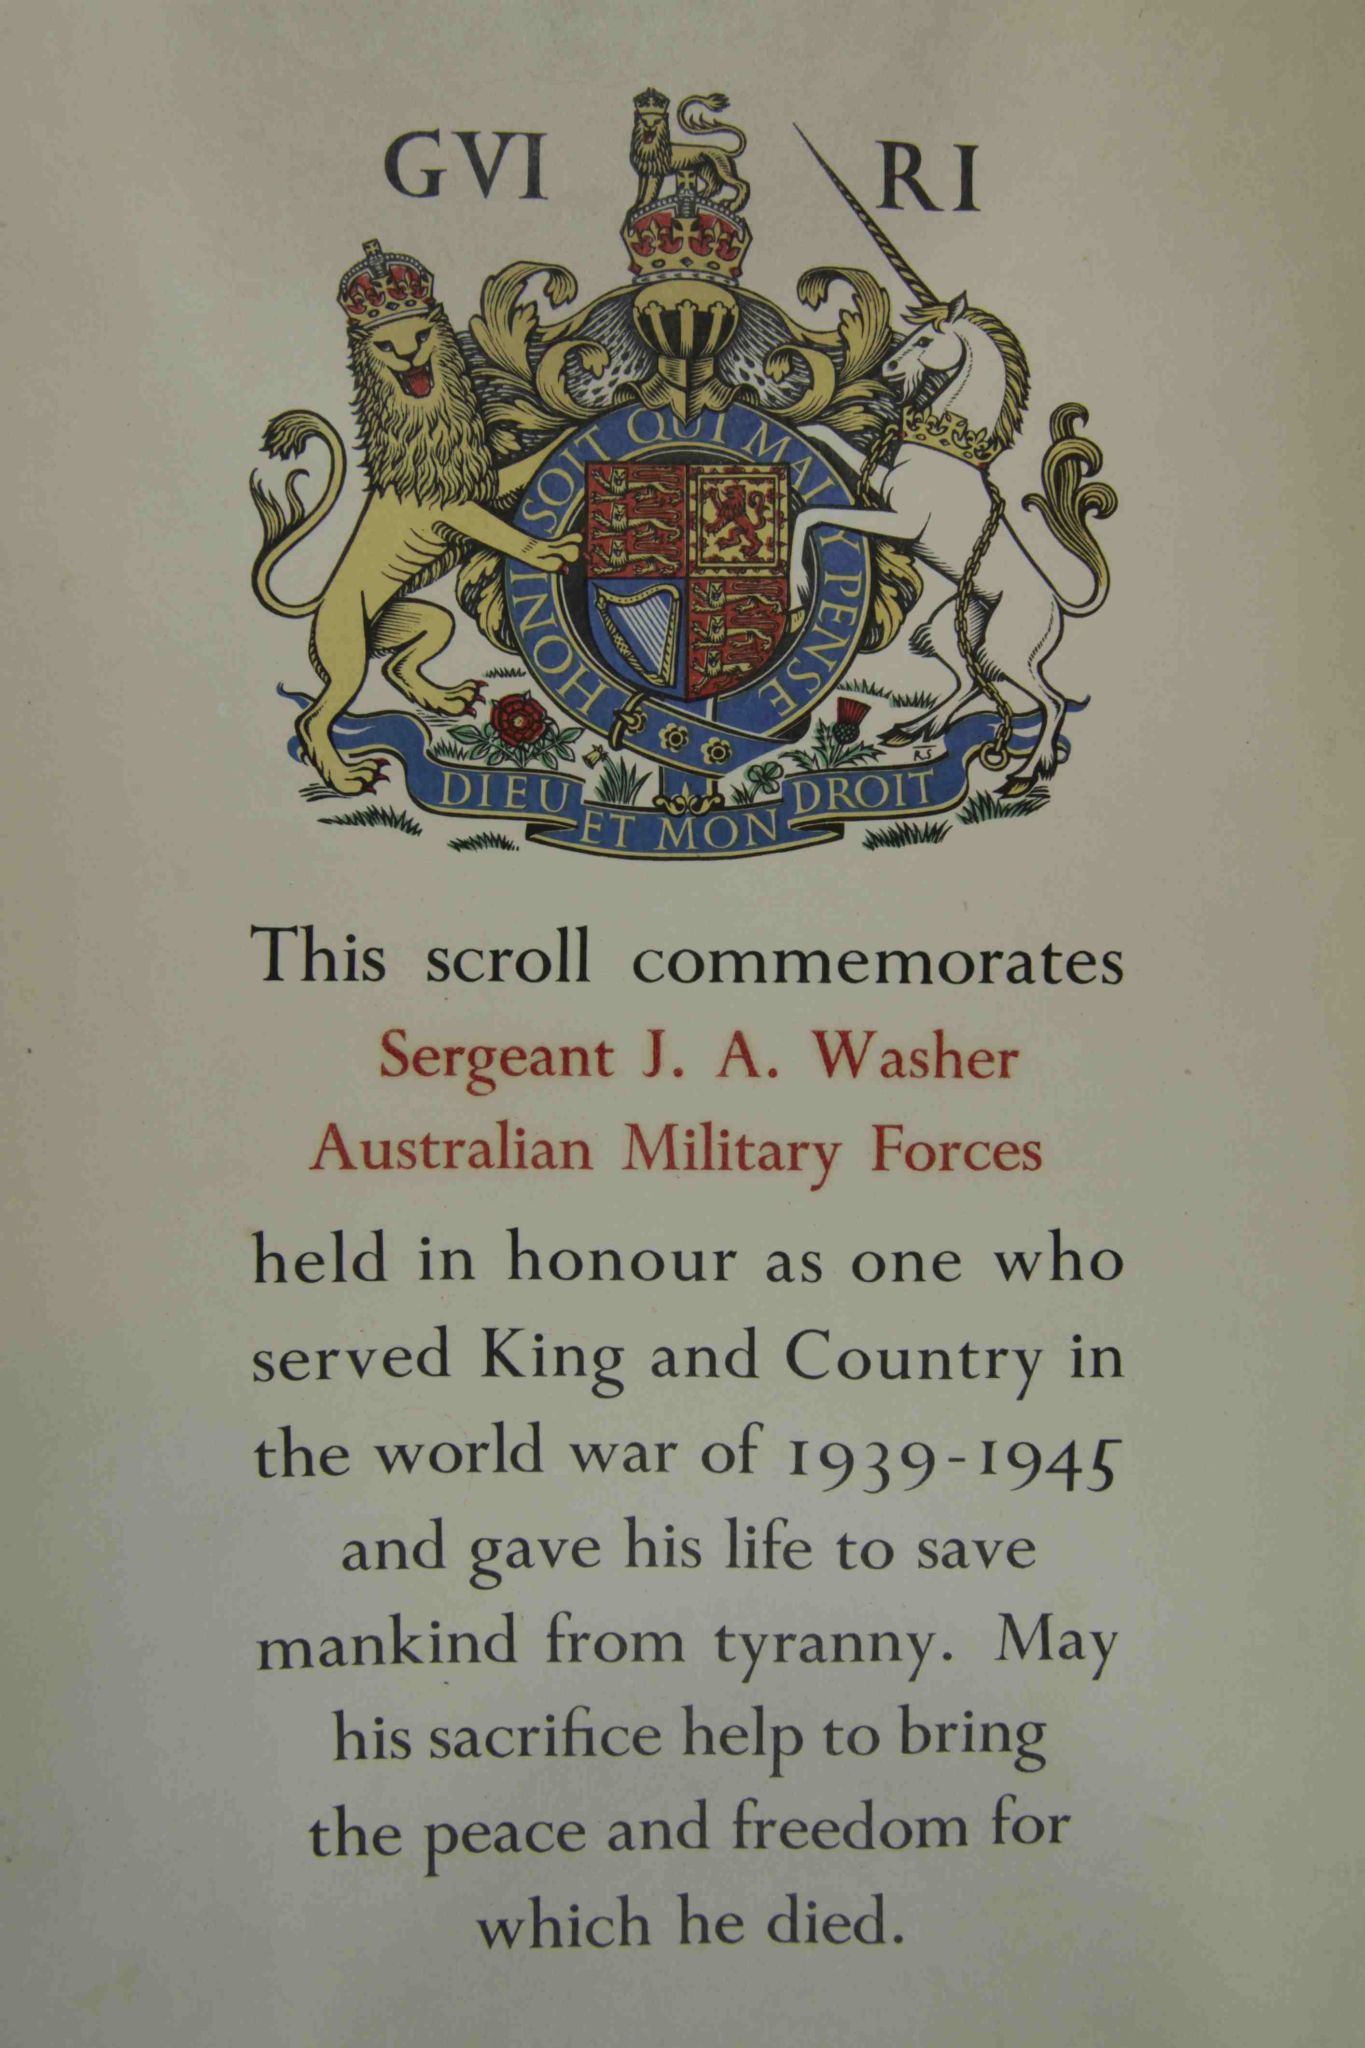 GVI RI
HONI SOIT QUI MAL Y PENSE
RS
DIEU ET MON DROIT
This scroll commemorates
Sergeant J. A. Washer
Australian Military Forces
held in honour as one who
served King and Country in
the world war of 1939-1945
and gave his life to save
mankind from tyranny. May
his sacrifice help to bring
the peace and freedom for
which he died.